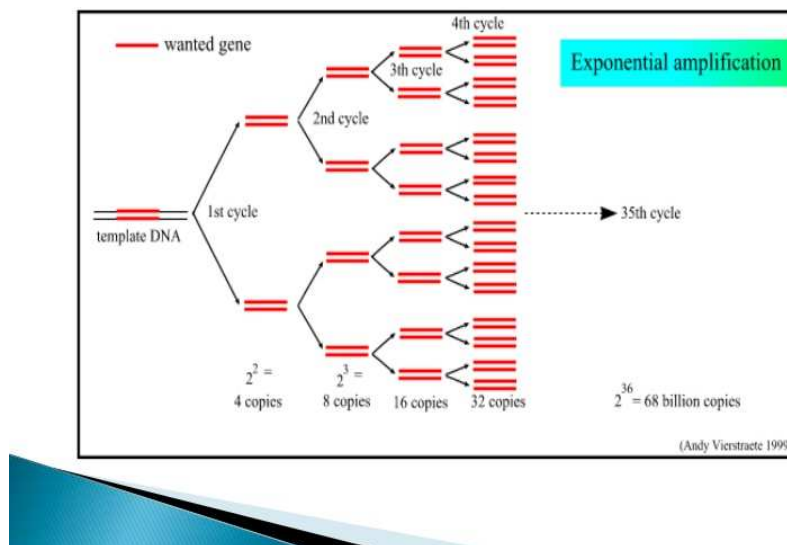 4th cycle
wanted gene
3th cycle
Exponential amplification
2nd cycle
1st cycle
35th cycle
template DNA
2^2 =
4 copies
2^3 =
8 copies
16 copies
32 copies
2^36 = 68 billion copies
(Andy Vierstraete 1999